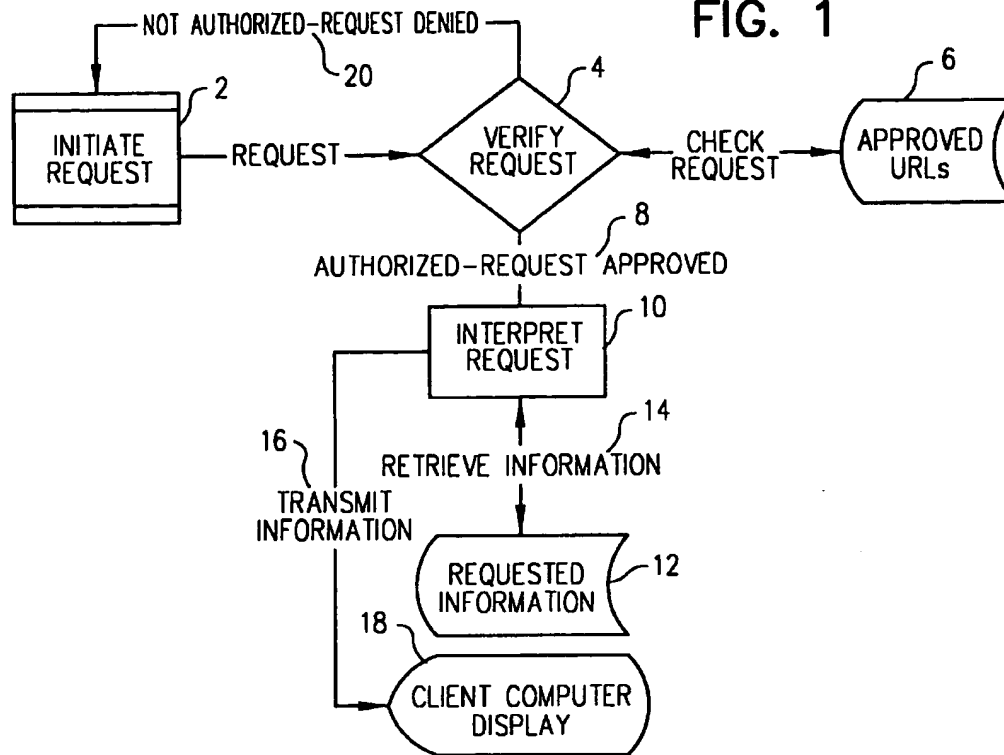 FIG. 1
NOT AUTHORIZED-REQUEST DENIED
20
2
4
6
INITIATE
REQUEST
REQUEST
VERIFY
REQUEST
CHECK
REQUEST
APPROVED
URLs
8
AUTHORIZED-REQUEST APPROVED
10
INTERPRET
REQUEST
14
RETRIEVE INFORMATION
16
TRANSMIT
INFORMATION
REQUESTED
INFORMATION
12
18
CLIENT COMPUTER
DISPLAY